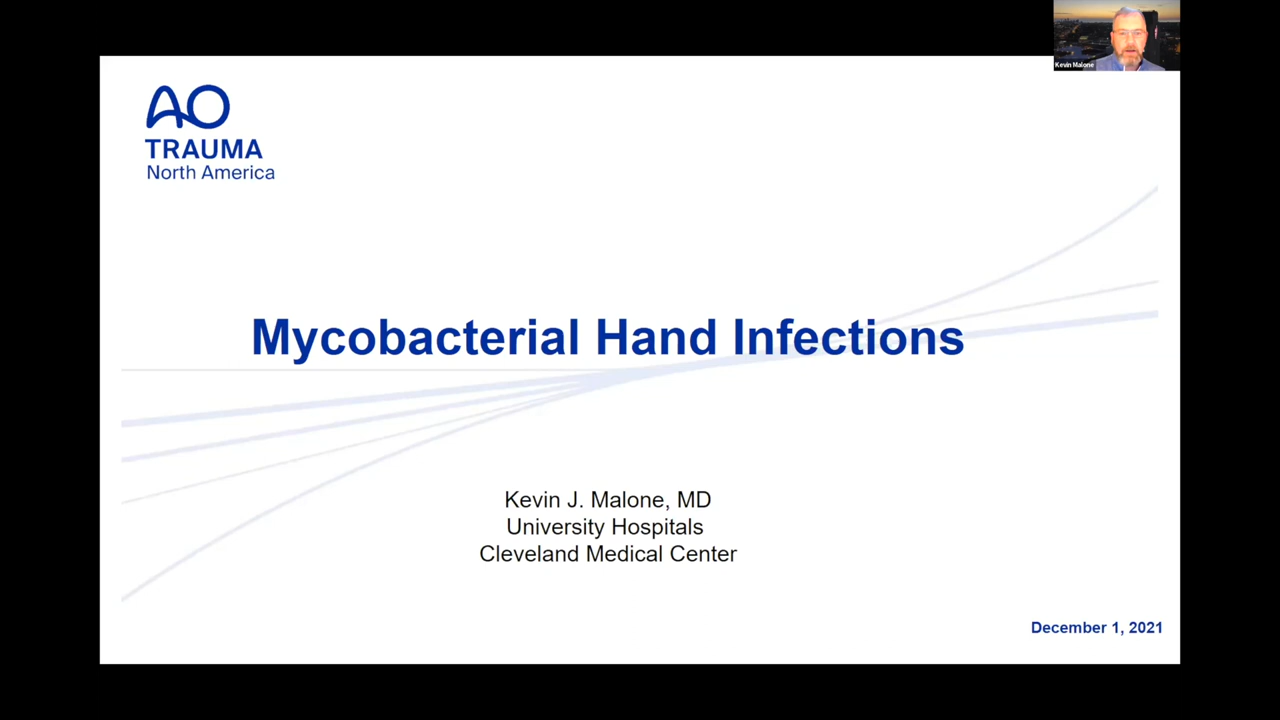 Kevin Malone
AO
TRAUMA
North America
Mycobacterial Hand Infections
Kevin J. Malone, MD
University Hospitals
Cleveland Medical Center
December 1, 2021